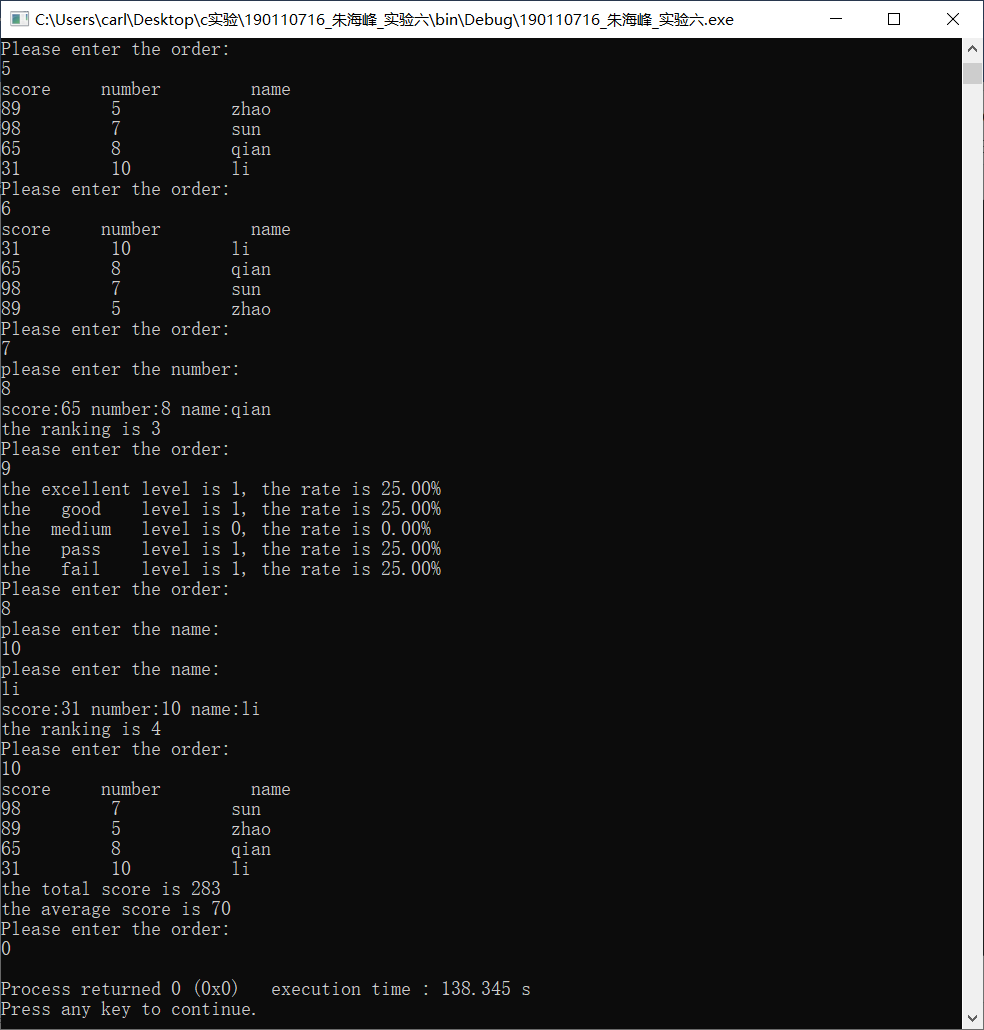 C:\Users\carl\Desktop\c实验\190110716_朱海峰_实验六\bin\Debug\190110716_朱海峰_实验六.exe
Please enter the order:
5
score     number         name
89         5           zhao
98         7           sun
65         8           qian
31         10          li
Please enter the order:
6
score     number         name
31         10          li
65         8           qian
98         7           sun
89         5           zhao
Please enter the order:
7
please enter the number:
8
score:65 number:8 name:qian
the ranking is 3
Please enter the order:
9
the excellent level is 1, the rate is 25.00%
the   good    level is 1, the rate is 25.00%
the  medium   level is 0, the rate is 0.00%
the   pass    level is 1, the rate is 25.00%
the   fail    level is 1, the rate is 25.00%
Please enter the order:
8
please enter the name:
10
please enter the name:
li
score:31 number:10 name:li
the ranking is 4
Please enter the order:
10
score     number         name
98         7           sun
89         5           zhao
65         8           qian
31         10          li
the total score is 283
the average score is 70
Please enter the order:
0
Process returned 0 (0x0)   execution time : 138.345 s
Press any key to continue.